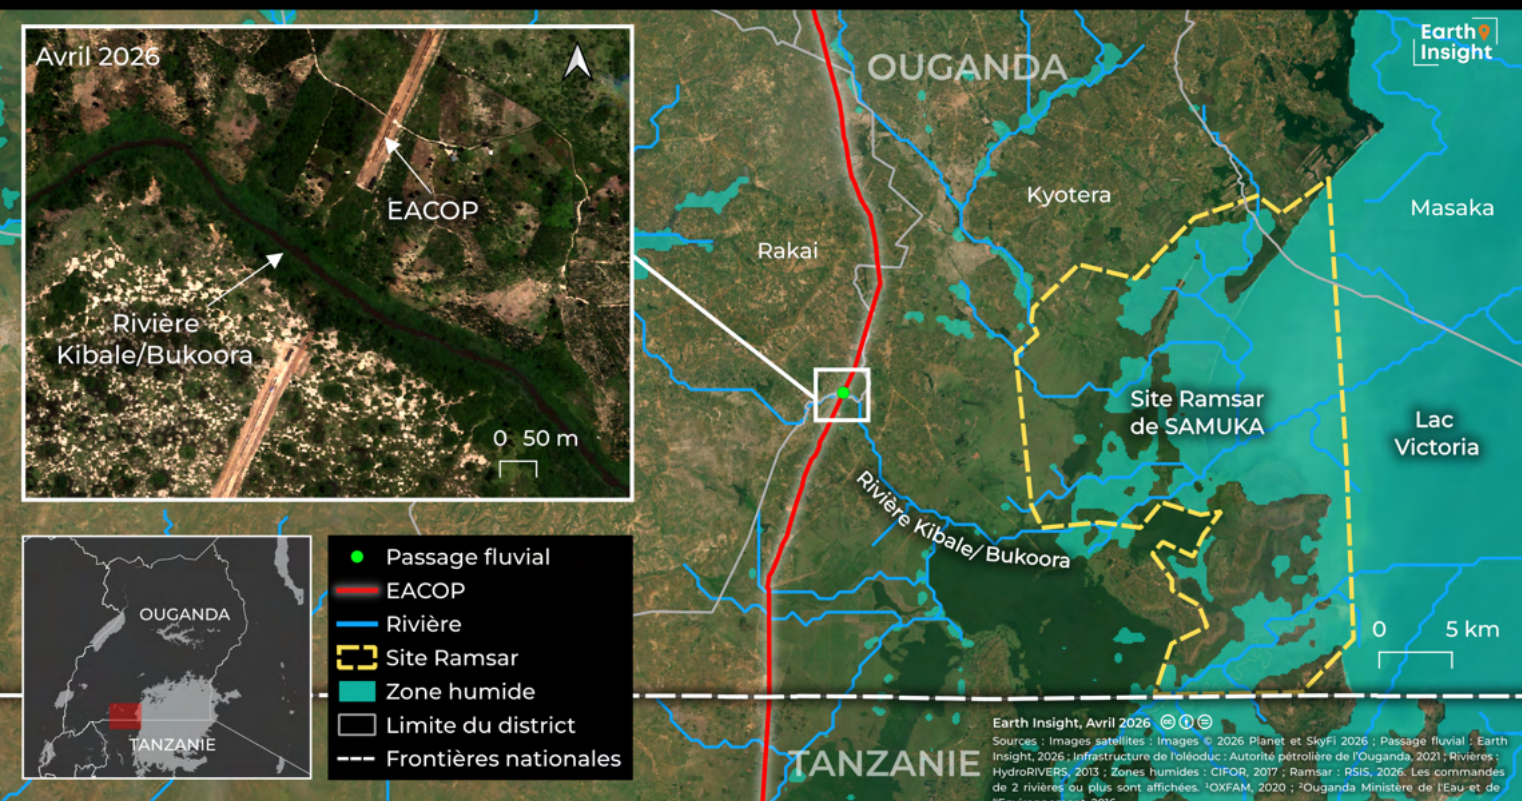 Avril 2026
EACOP
Rivière
Kibale/Bukoora
0 50 m
OUGANDA
Earth
Insight
Kyotera
Masaka
Rakai
Site Ramsar
de SAMUKA
Lac
Victoria
Rivière Kibale/ Bukoora
0 5 km
TANZANIE
OUGANDA
TANZANIE
Passage fluvial
EACOP
Rivière
Site Ramsar
Zone humide
Limite du district
Frontières nationales
Earth Insight, Avril 2026
Sources : Images satellites : Images © 2026 Planet et SkyFi 2026 ; Passage fluvial : Earth
Insight, 2026 ; Infrastructure de l'oléoduc : Autorité pétrolière de l'Ouganda, 2021 ; Rivières :
HydroRIVERS, 2013 ; Zones humides : CIFOR, 2017 ; Ramsar : RSIS, 2026. Les commandes
de 2 rivières ou plus sont affichées. ¹OXFAM, 2020 ; ²Ouganda Ministère de l'Eau et de